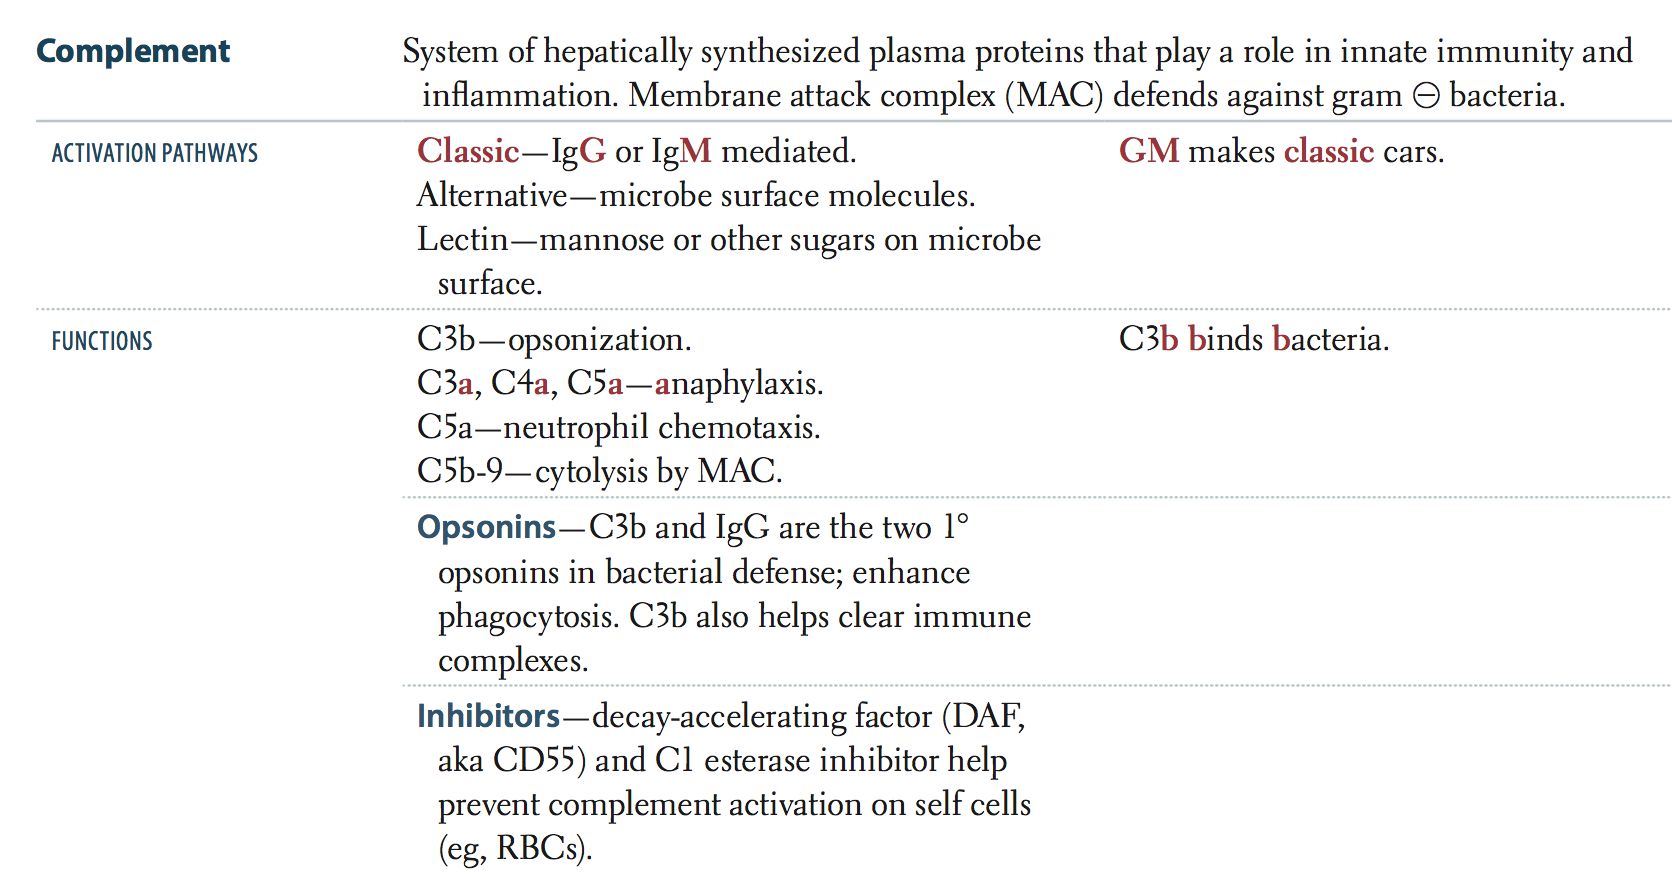 Complement
System of hepatically synthesized plasma proteins that play a role in innate immunity and
inflammation. Membrane attack complex (MAC) defends against gram ⊖ bacteria.
ACTIVATION PATHWAYS
Classic—IgG or IgM mediated.
Alternative—microbe surface molecules.
Lectin—mannose or other sugars on microbe
surface.
GM makes classic cars.
FUNCTIONS
C3b—opsonization.
C3a, C4a, C5a—anaphylaxis.
C5a—neutrophil chemotaxis.
C5b-9—cytolysis by MAC.
C3b binds bacteria.
Opsonins—C3b and IgG are the two 1°
opsonins in bacterial defense; enhance
phagocytosis. C3b also helps clear immune
complexes.
Inhibitors—decay-accelerating factor (DAF,
aka CD55) and C1 esterase inhibitor help
prevent complement activation on self cells
(eg, RBCs).